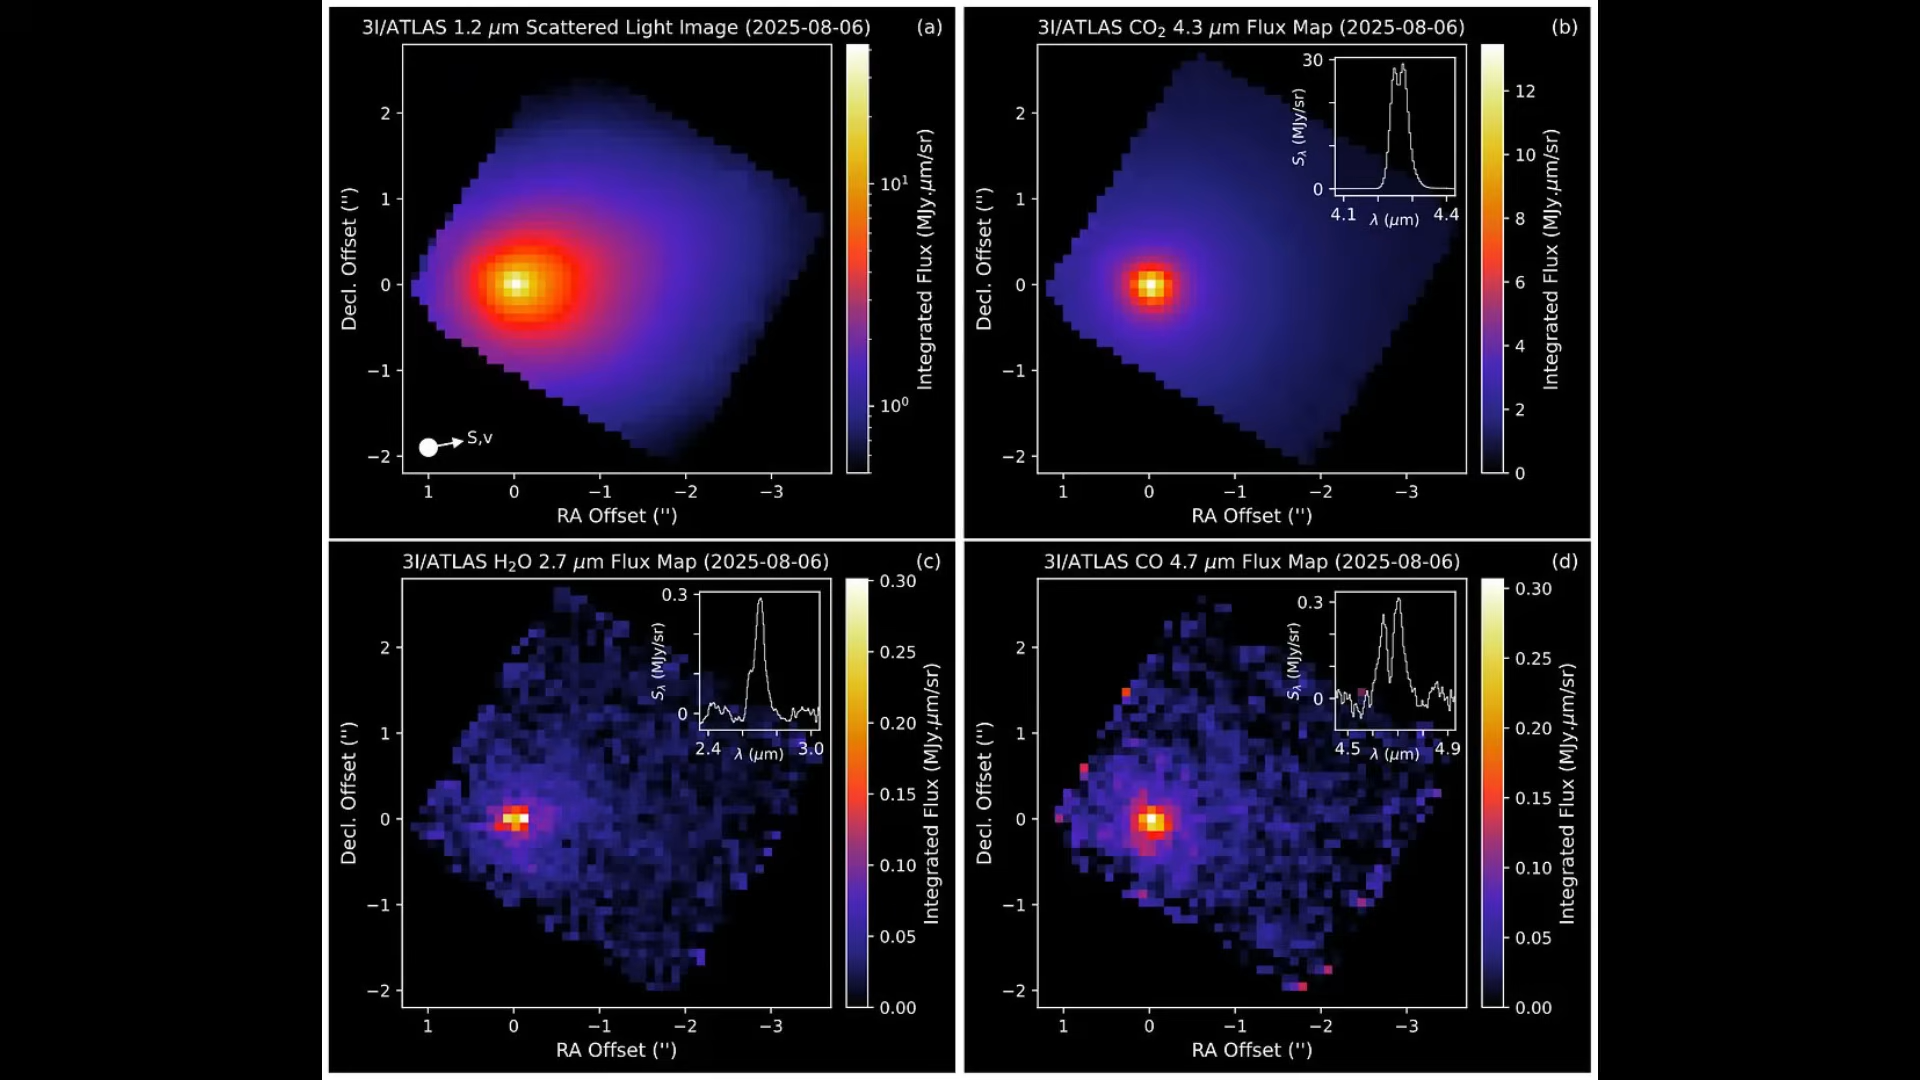 3I/ATLAS 1.2 μm Scattered Light Image (2025-08-06) (a)
Decl. Offset ('')
2
1
0
−1
−2
S,v
1 0 −1 −2 −3
RA Offset ('')
10¹
10⁰
Integrated Flux (MJy.μm/sr)
3I/ATLAS CO₂ 4.3 μm Flux Map (2025-08-06) (b)
Decl. Offset ('')
2
1
0
−1
−2
30
0
Sλ (MJy/sr)
4.1 λ (μm) 4.4
1 0 −1 −2 −3
RA Offset ('')
12
10
8
6
4
2
0
Integrated Flux (MJy.μm/sr)
3I/ATLAS H₂O 2.7 μm Flux Map (2025-08-06) (c)
Decl. Offset ('')
2
1
0
−1
−2
0.3
0
Sλ (MJy/sr)
2.4 λ (μm) 3.0
1 0 −1 −2 −3
RA Offset ('')
0.30
0.25
0.20
0.15
0.10
0.05
0.00
Integrated Flux (MJy.μm/sr)
3I/ATLAS CO 4.7 μm Flux Map (2025-08-06) (d)
Decl. Offset ('')
2
1
0
−1
−2
0.3
0
Sλ (MJy/sr)
4.5 λ (μm) 4.9
1 0 −1 −2 −3
RA Offset ('')
0.30
0.25
0.20
0.15
0.10
0.05
0.00
Integrated Flux (MJy.μm/sr)